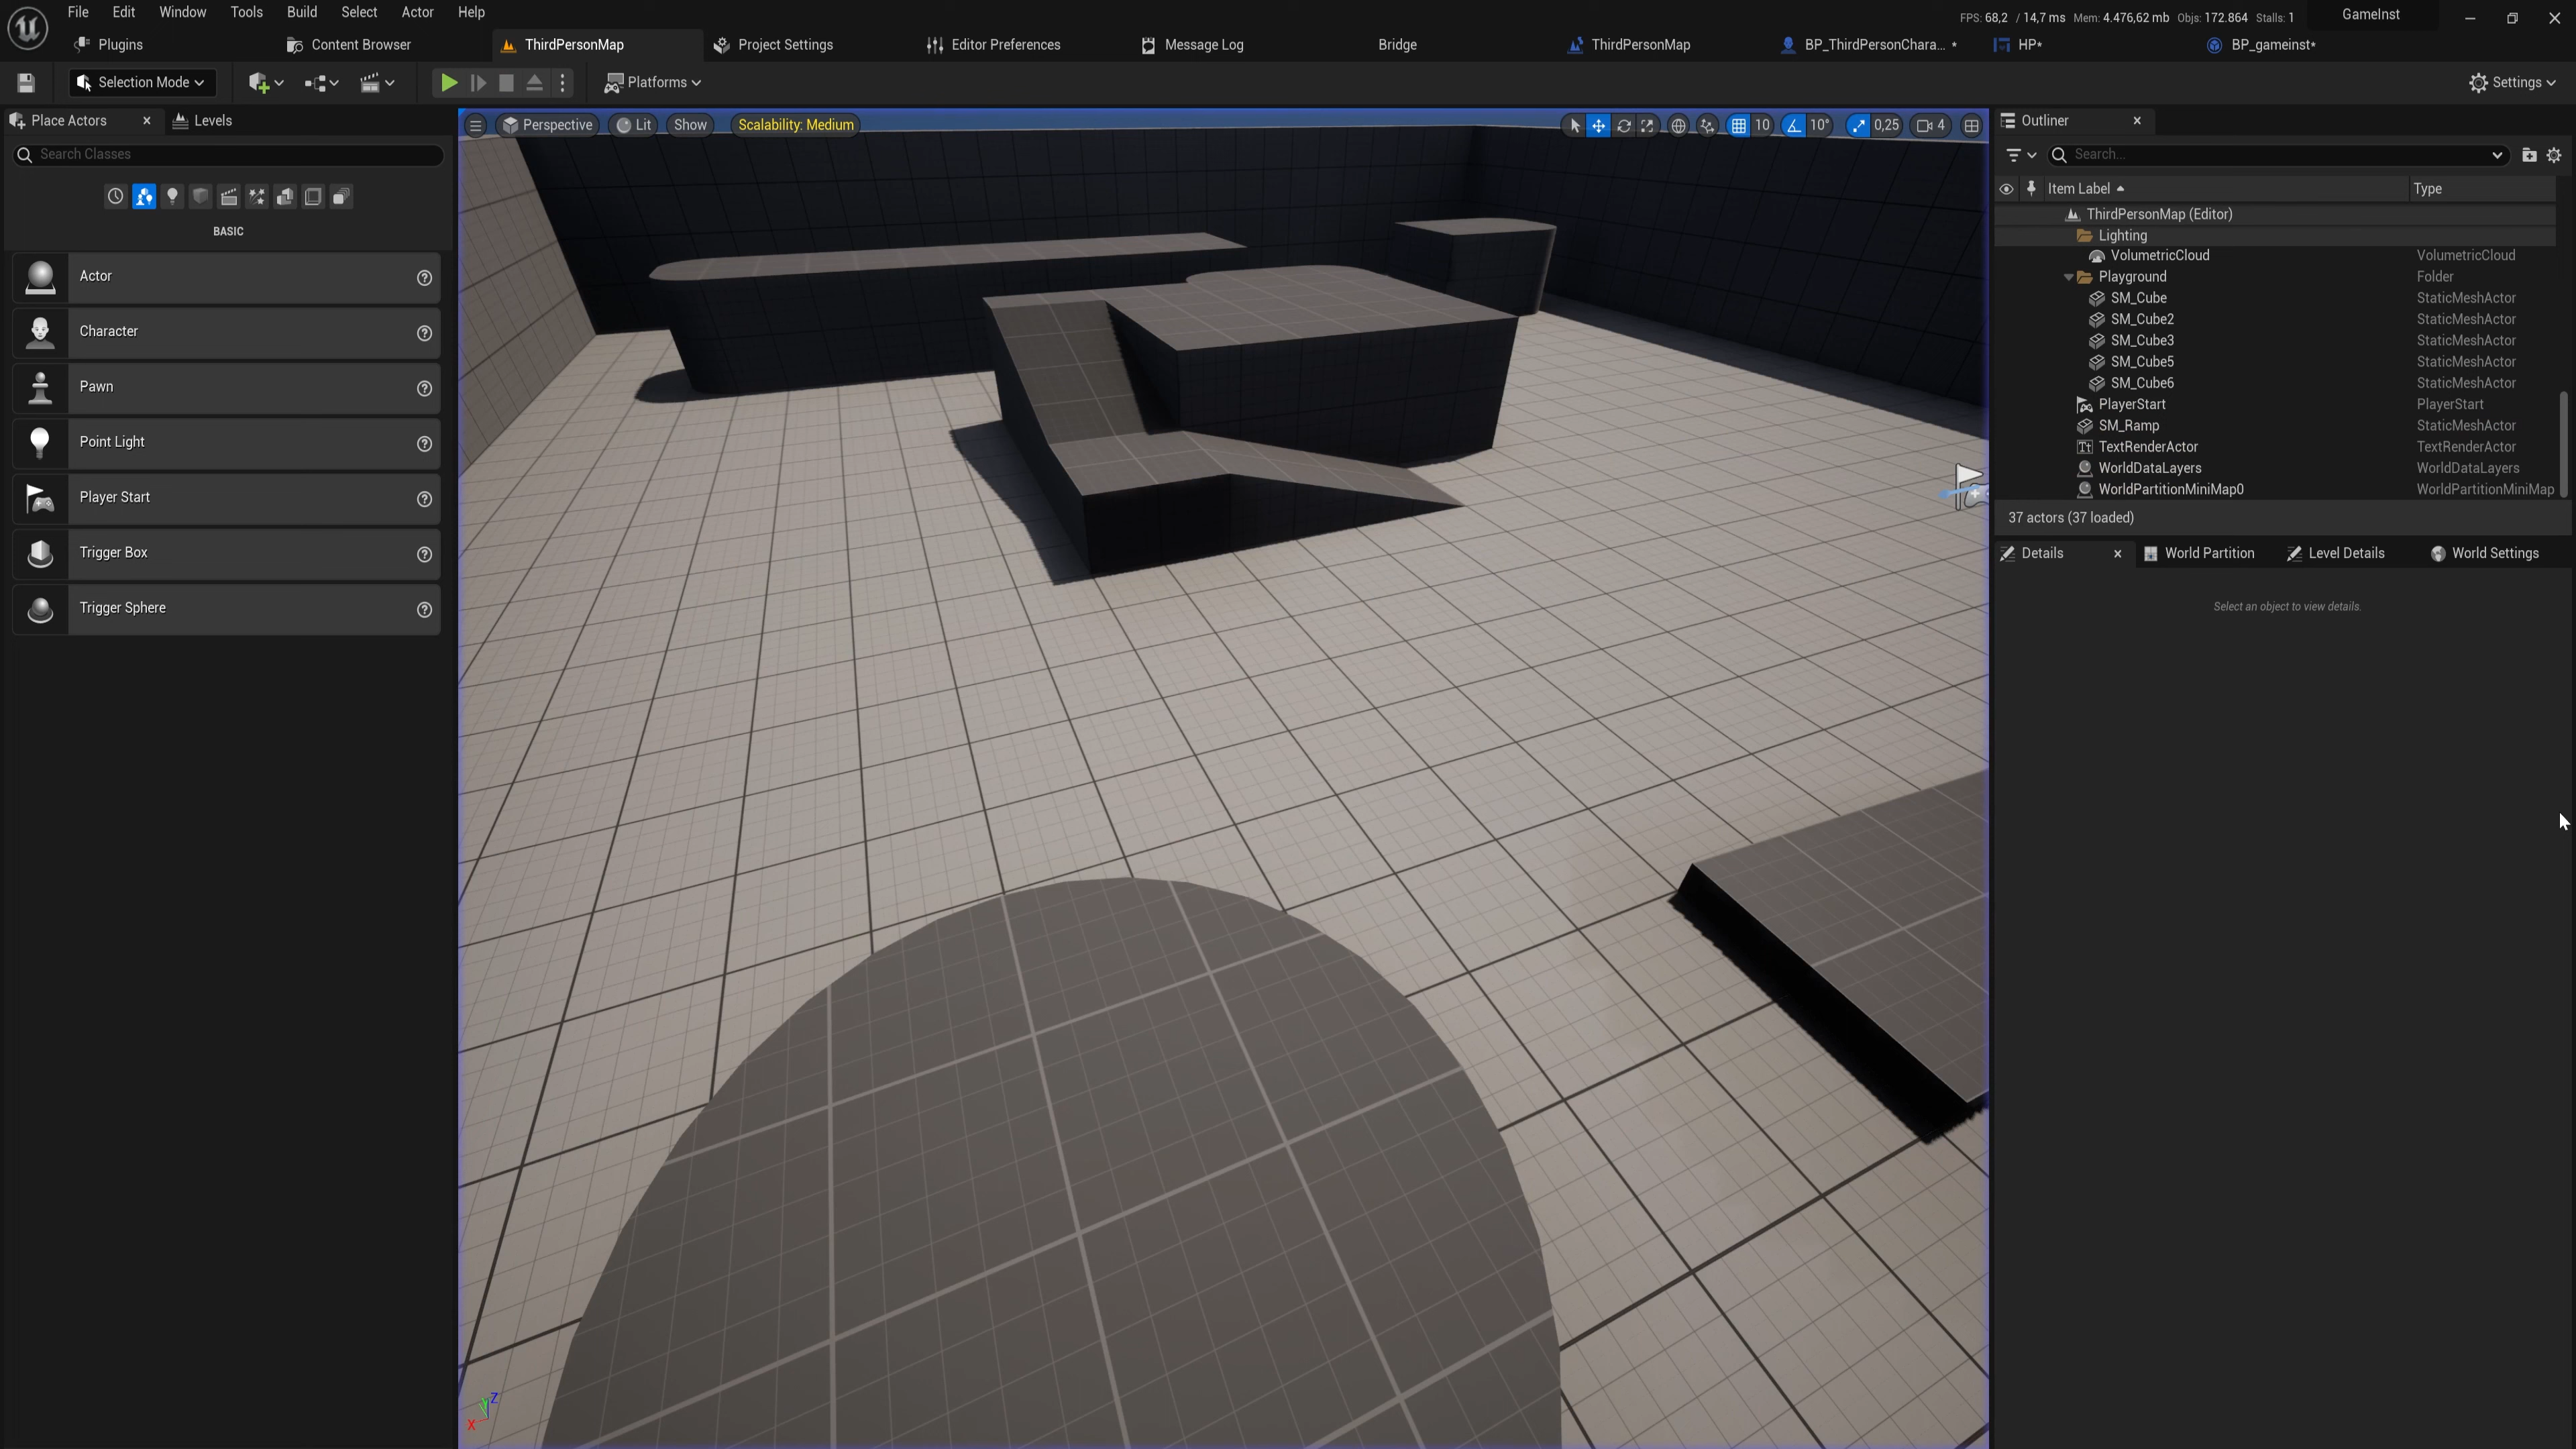 File Edit Window Tools Build Select Actor Help
FPS: 68,2 / 14,7 ms Mem: 4.476,62 mb Objs: 172.864 Stalls: 1 GameInst
Plugins Content Browser ThirdPersonMap Project Settings Editor Preferences Message Log Bridge ThirdPersonMap BP_ThirdPersonChara... * HP* BP_gameinst*
Selection Mode Platforms Settings
Place Actors Levels
Search Classes
BASIC
Actor
Character
Pawn
Point Light
Player Start
Trigger Box
Trigger Sphere
Perspective Lit Show Scalability: Medium 10 10° 0,25 4
X Y Z
Outliner
Search...
Item Label Type
ThirdPersonMap (Editor)
Lighting
VolumetricCloud VolumetricCloud
Playground Folder
SM_Cube StaticMeshActor
SM_Cube2 StaticMeshActor
SM_Cube3 StaticMeshActor
SM_Cube5 StaticMeshActor
SM_Cube6 StaticMeshActor
PlayerStart PlayerStart
SM_Ramp StaticMeshActor
TextRenderActor TextRenderActor
WorldDataLayers WorldDataLayers
WorldPartitionMiniMap0 WorldPartitionMiniMap
37 actors (37 loaded)
Details World Partition Level Details World Settings
Select an object to view details.